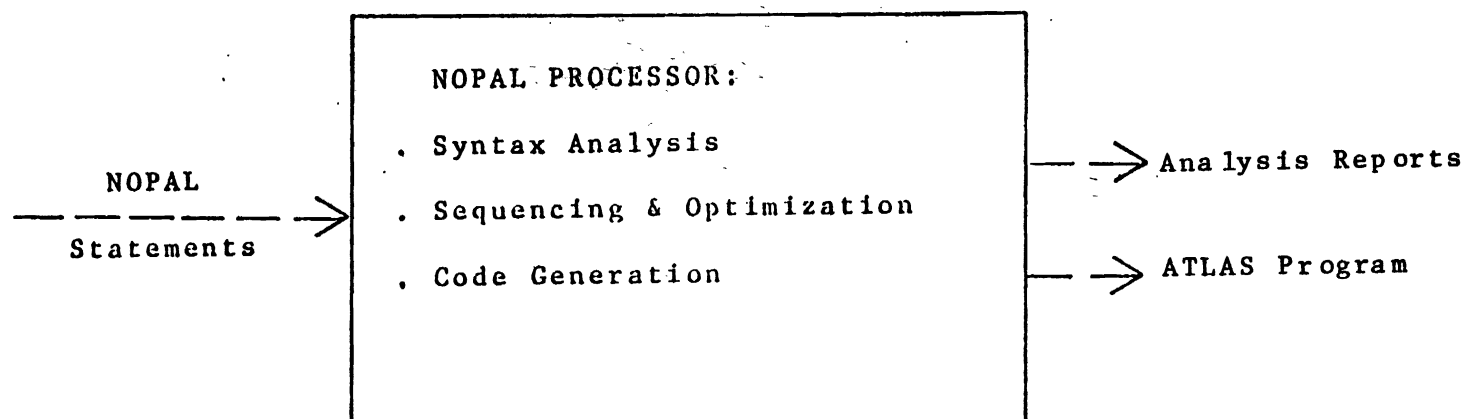 NOPAL PROCESSOR:
. Syntax Analysis
. Sequencing & Optimization
. Code Generation
NOPAL
Statements
Analysis Reports
ATLAS Program